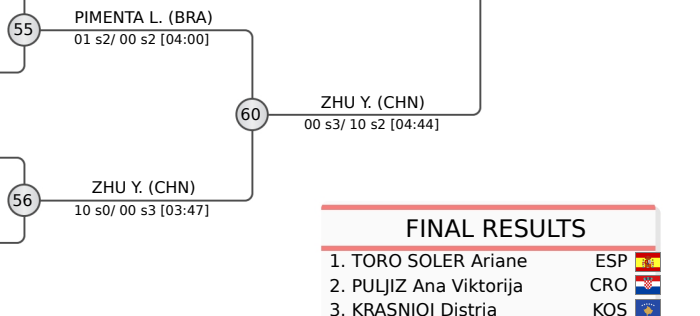 55
PIMENTA L. (BRA)
01 s2/ 00 s2 [04:00]
60
ZHU Y. (CHN)
00 s3/ 10 s2 [04:44]
56
ZHU Y. (CHN)
10 s0/ 00 s3 [03:47]
FINAL RESULTS
1. TORO SOLER Ariane ESP
2. PULJIZ Ana Viktorija CRO
3. KRASNIQI Distria KOS